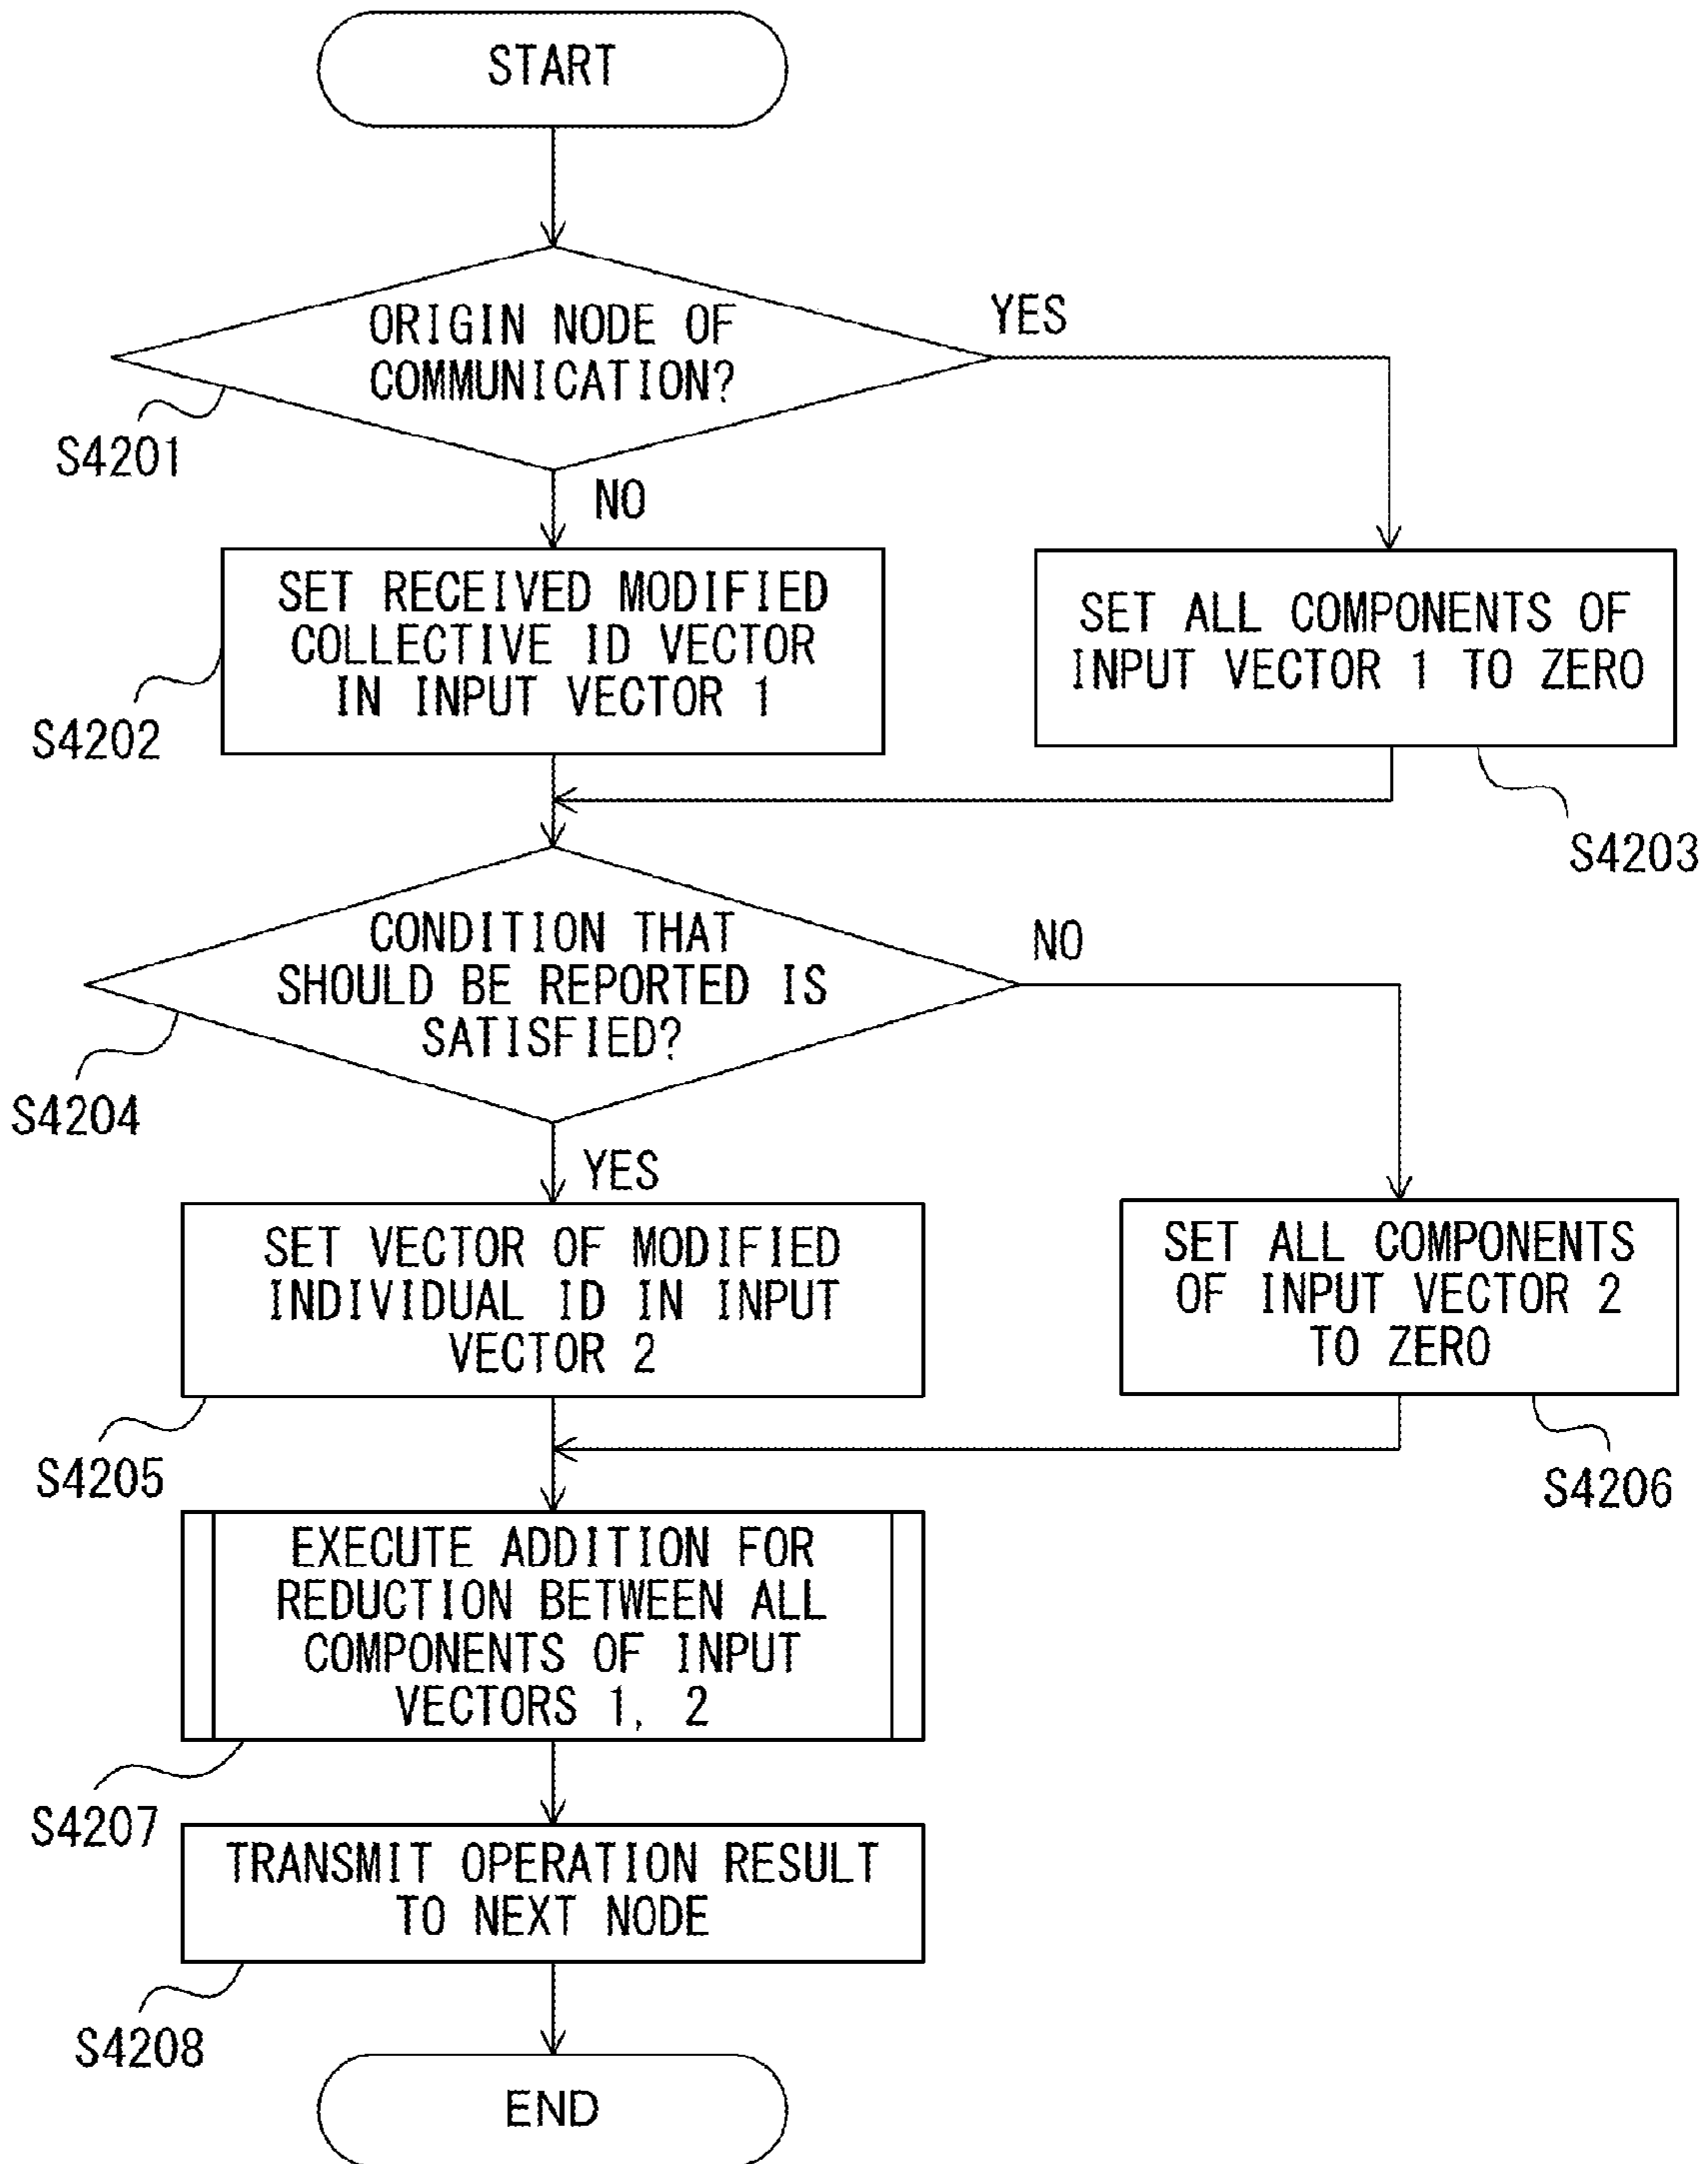 START
ORIGIN NODE OF
COMMUNICATION?
YES
S4201
NO
SET RECEIVED MODIFIED
COLLECTIVE ID VECTOR
IN INPUT VECTOR 1
S4202
SET ALL COMPONENTS OF
INPUT VECTOR 1 TO ZERO
S4203
CONDITION THAT
SHOULD BE REPORTED IS
SATISFIED?
NO
S4204
YES
SET VECTOR OF MODIFIED
INDIVIDUAL ID IN INPUT
VECTOR 2
S4205
SET ALL COMPONENTS
OF INPUT VECTOR 2
TO ZERO
S4206
EXECUTE ADDITION FOR
REDUCTION BETWEEN ALL
COMPONENTS OF INPUT
VECTORS 1, 2
S4207
TRANSMIT OPERATION RESULT
TO NEXT NODE
S4208
END